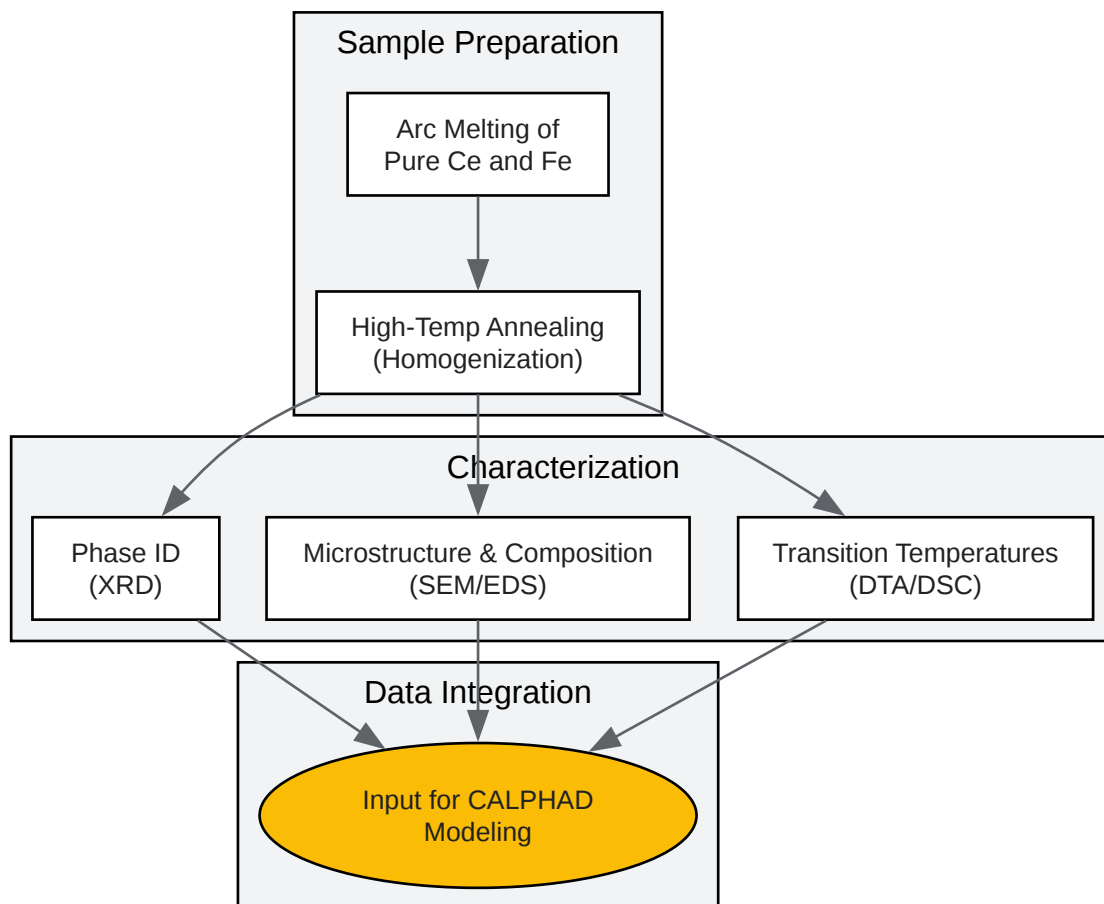 Sample Preparation
Arc Melting of
Pure Ce and Fe
High-Temp Annealing
(Homogenization)
Characterization
Phase ID
(XRD)
Microstructure & Composition
(SEM/EDS)
Transition Temperatures
(DTA/DSC)
Data Integration
Input for CALPHAD
Modeling